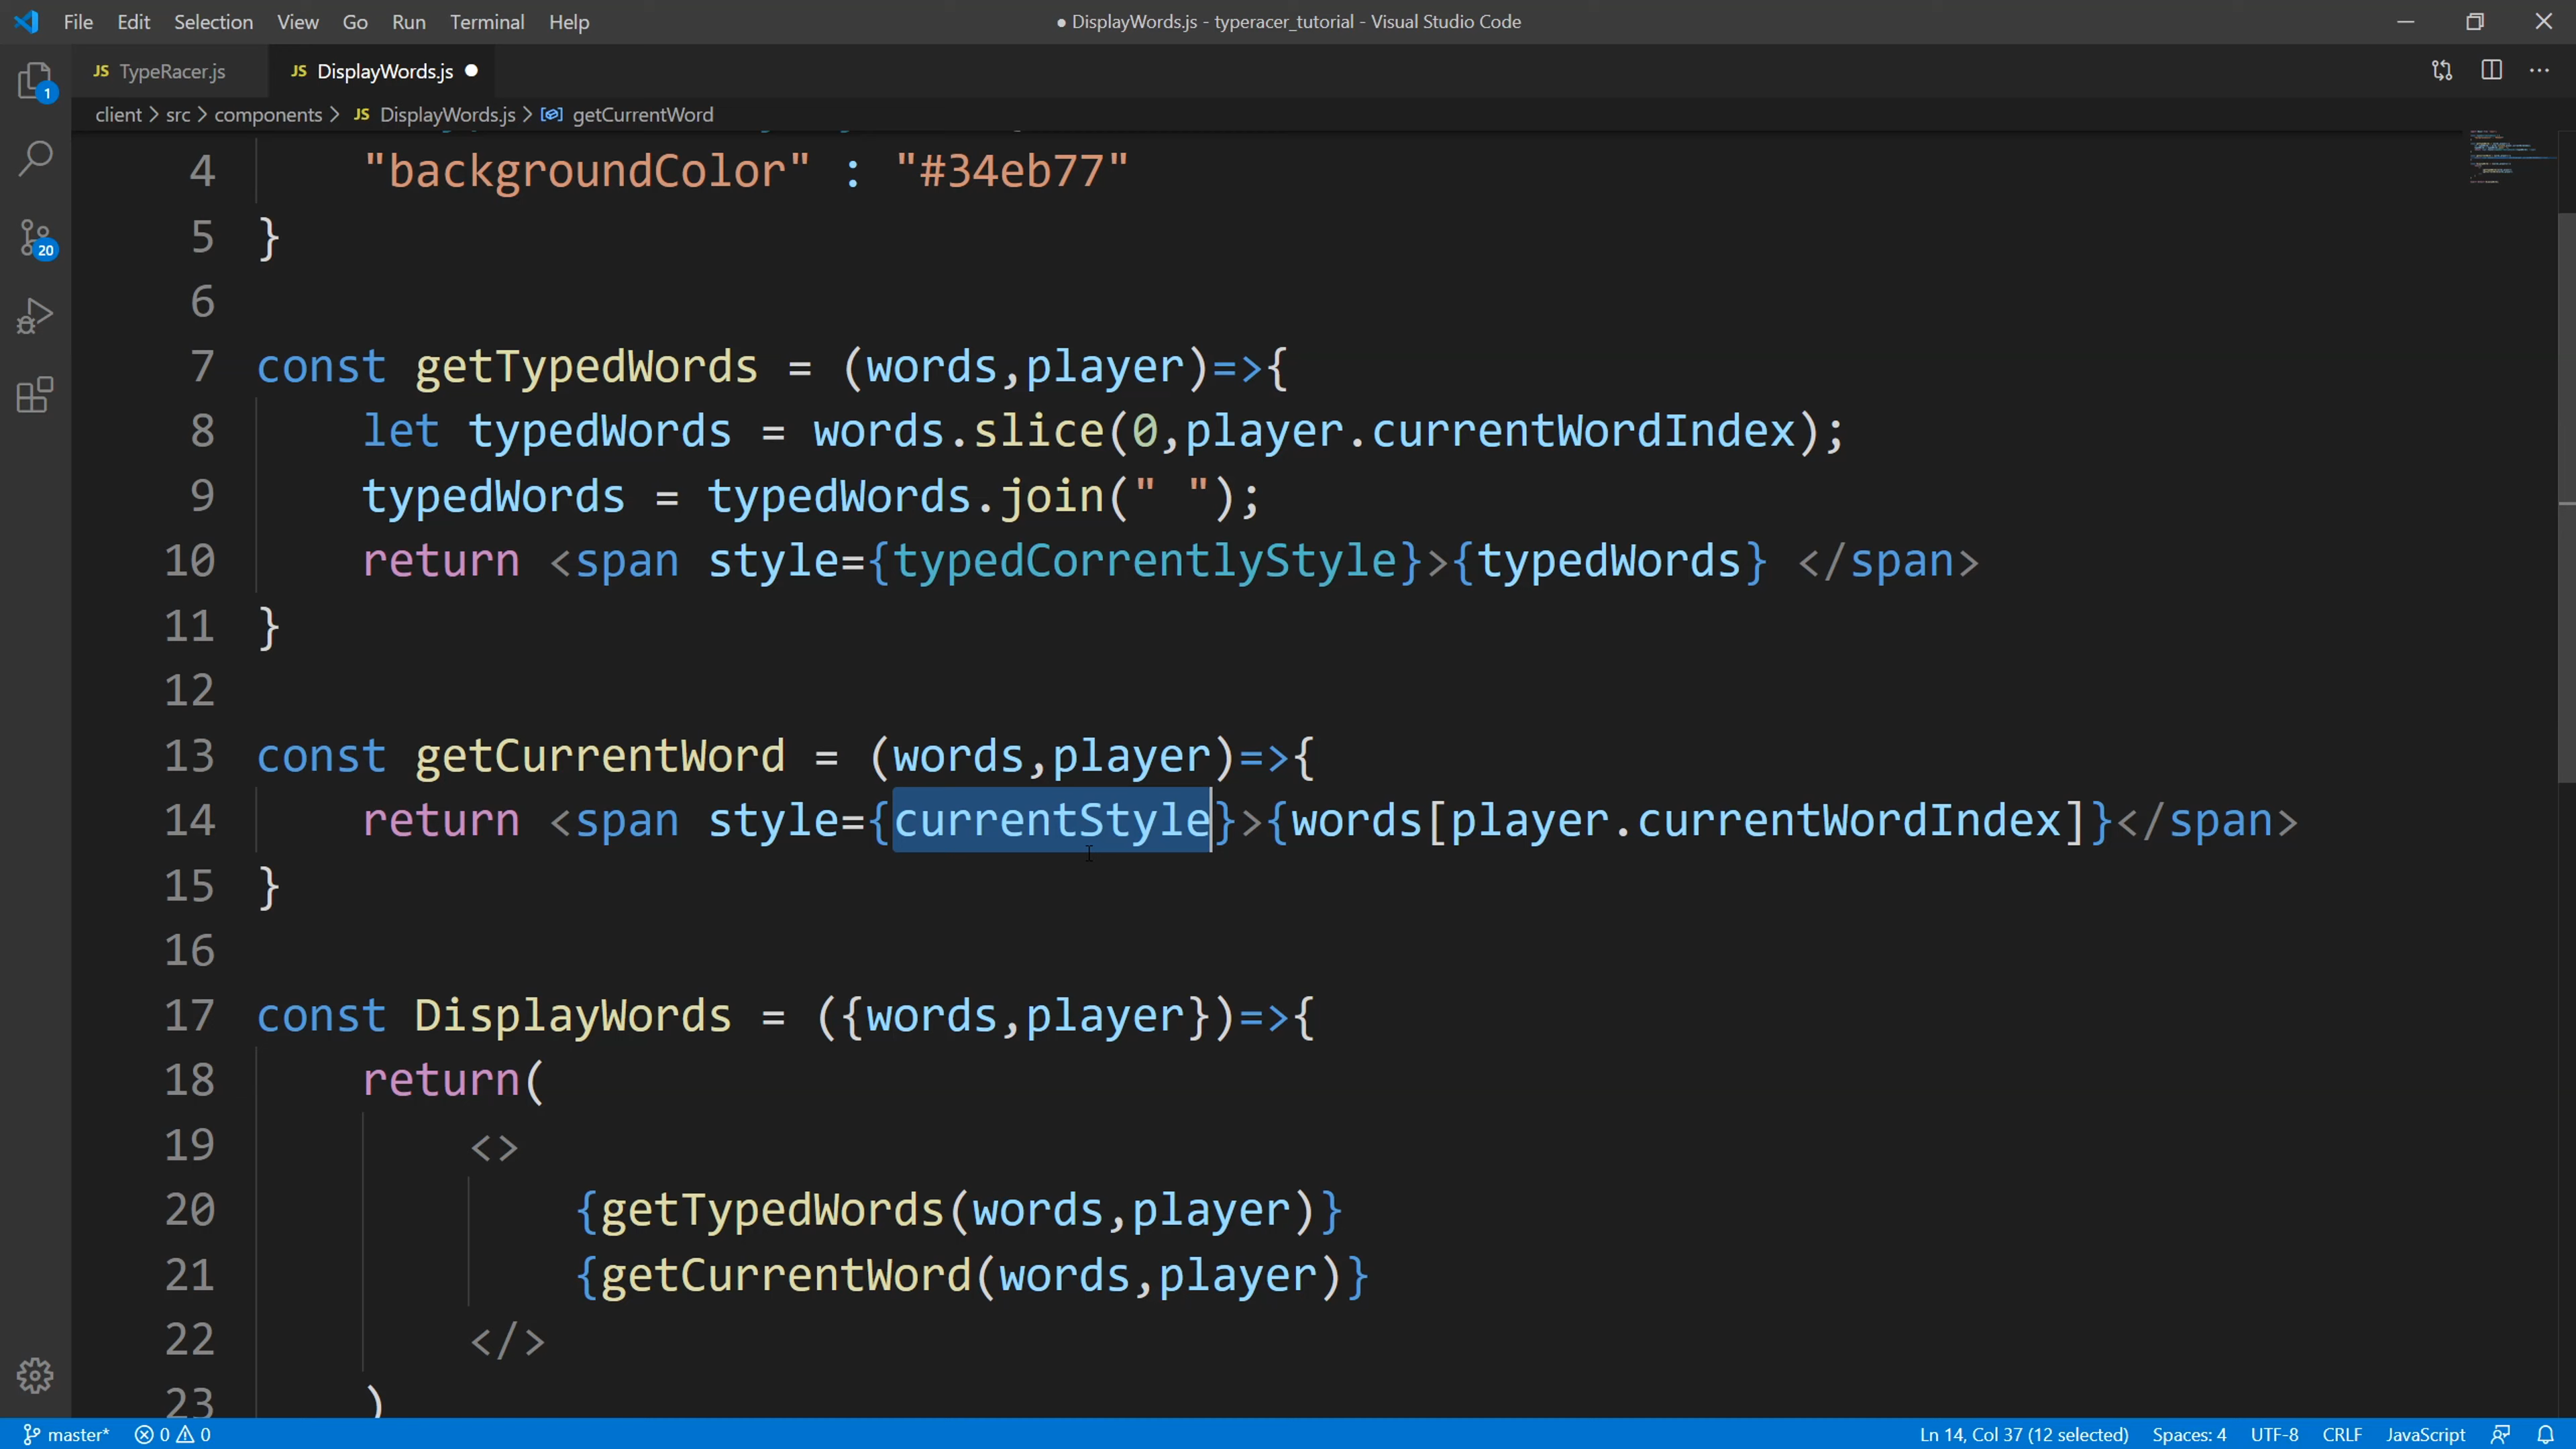 File Edit Selection View Go Run Terminal Help
● DisplayWords.js - typeracer_tutorial - Visual Studio Code
JS TypeRacer.js
JS DisplayWords.js ●
client > src > components > JS DisplayWords.js > getCurrentWord
1
20
4 "backgroundColor" : "#34eb77"
5 }
6
7 const getTypedWords = (words,player)=>{
8 let typedWords = words.slice(0,player.currentWordIndex);
9 typedWords = typedWords.join(" ");
10 return <span style={typedCorrentlyStyle}>{typedWords} </span>
11 }
12
13 const getCurrentWord = (words,player)=>{
14 return <span style={currentStyle}>{words[player.currentWordIndex]}</span>
15 }
16
17 const DisplayWords = ({words,player})=>{
18 return(
19 <>
20 {getTypedWords(words,player)}
21 {getCurrentWord(words,player)}
22 </>
23 )
master* 0 0 Ln 14, Col 37 (12 selected) Spaces: 4 UTF-8 CRLF JavaScript